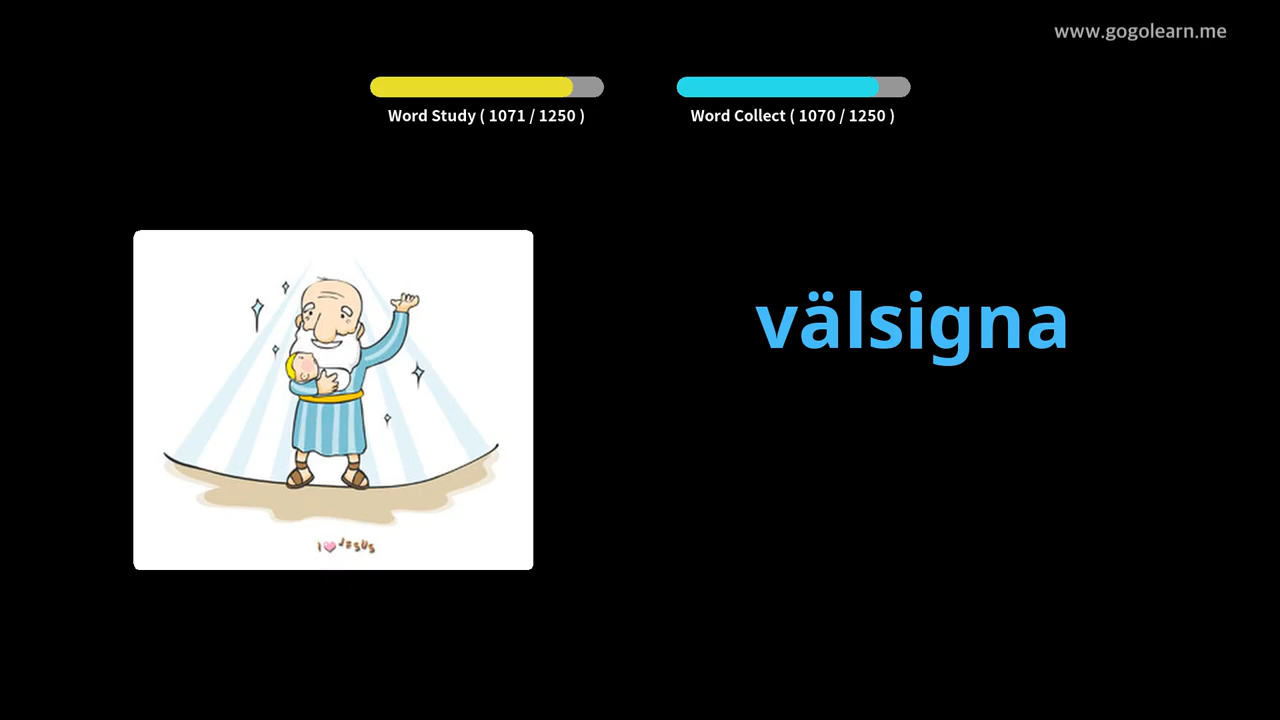 www.gogolearn.me
Word Study ( 1071 / 1250 )
Word Collect ( 1070 / 1250 )
välsigna
I ♥ JESUS